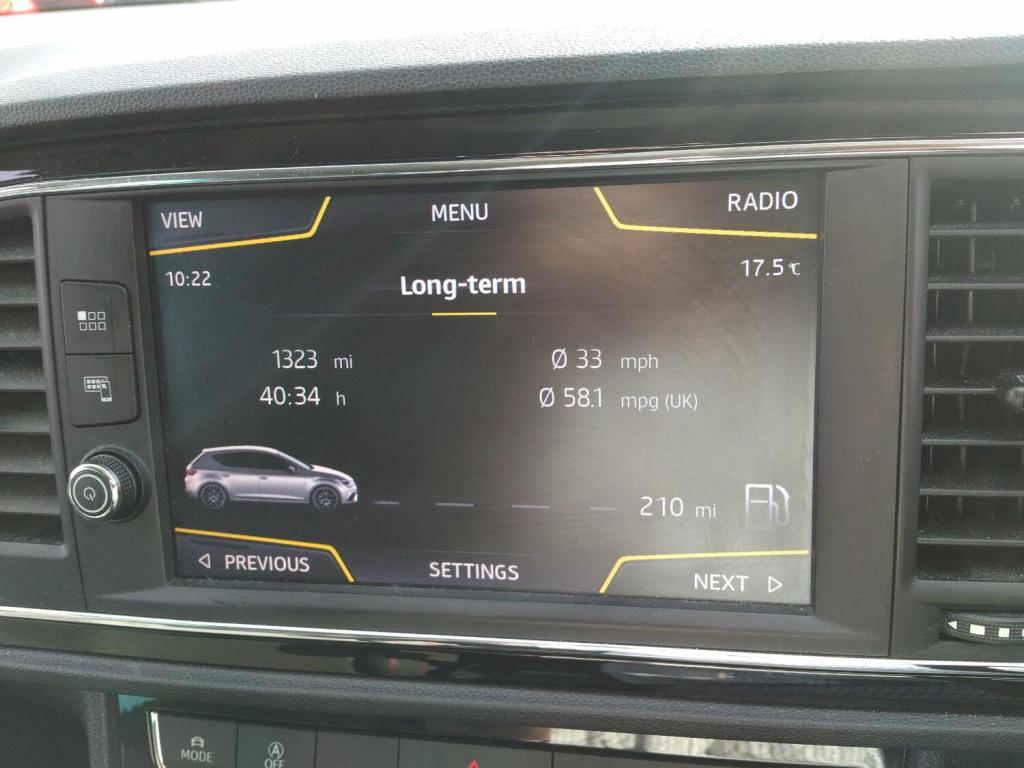 VIEW
MENU
RADIO
10:22
17.5 °C
Long-term
1323 mi
Ø 33 mph
40:34 h
Ø 58.1 mpg (UK)
210 mi
PREVIOUS
SETTINGS
NEXT
MODE
A
OFF